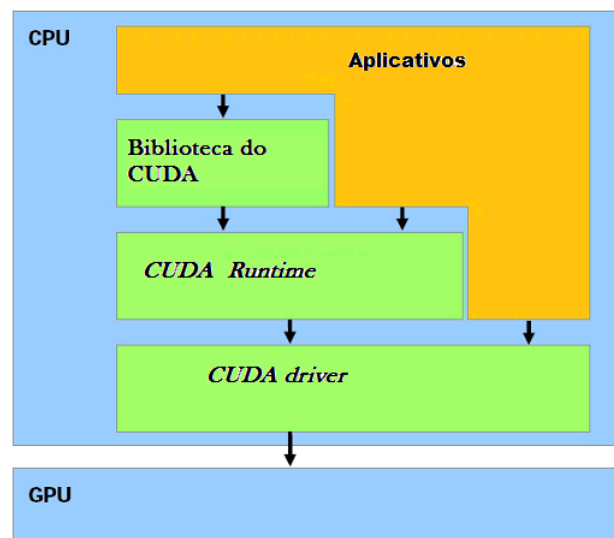 CPU
Aplicativos
Biblioteca do
CUDA
CUDA Runtime
CUDA driver
GPU